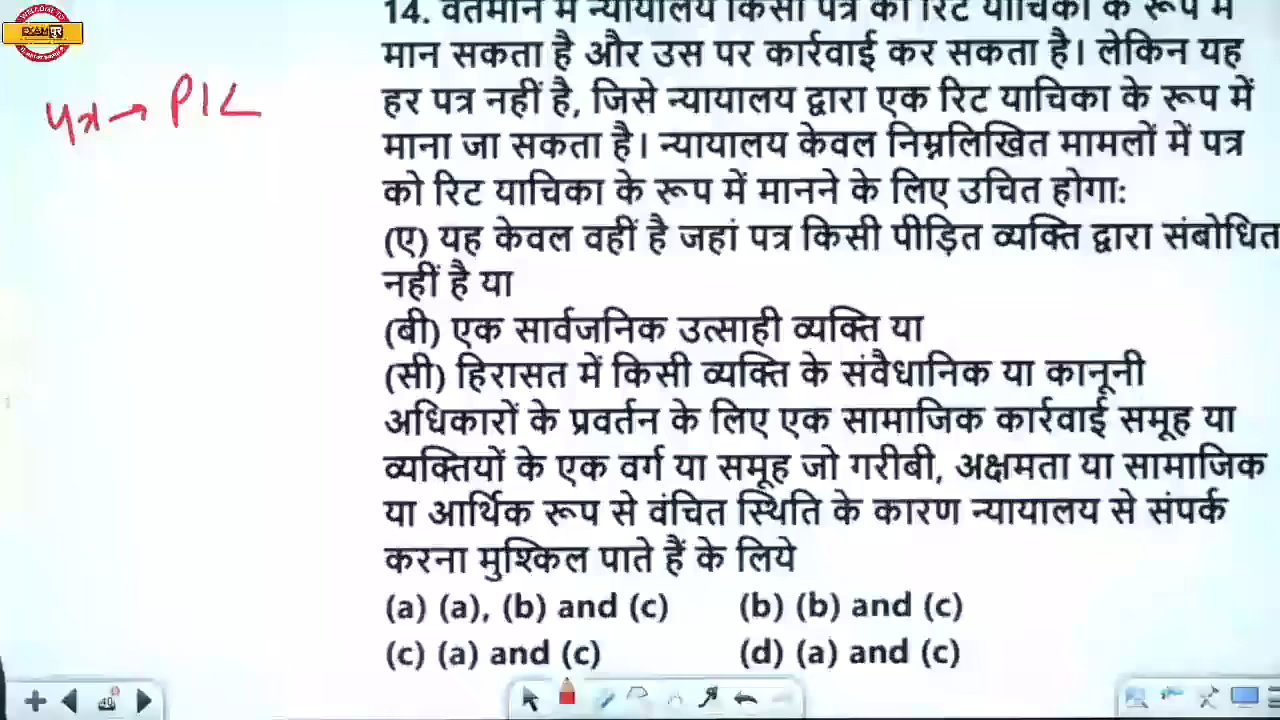 WELCOME TO
EXAM
पत्र → PIL
14. वर्तमान में न्यायालय किसी पत्र को रिट याचिका के रूप में
मान सकता है और उस पर कार्रवाई कर सकता है। लेकिन यह
हर पत्र नहीं है, जिसे न्यायालय द्वारा एक रिट याचिका के रूप में
माना जा सकता है। न्यायालय केवल निम्नलिखित मामलों में पत्र
को रिट याचिका के रूप में मानने के लिए उचित होगा:
(ए) यह केवल वहीं है जहां पत्र किसी पीड़ित व्यक्ति द्वारा संबोधित
नहीं है या
(बी) एक सार्वजनिक उत्साही व्यक्ति या
(सी) हिरासत में किसी व्यक्ति के संवैधानिक या कानूनी
अधिकारों के प्रवर्तन के लिए एक सामाजिक कार्रवाई समूह या
व्यक्तियों के एक वर्ग या समूह जो गरीबी, अक्षमता या सामाजिक
या आर्थिक रूप से वंचित स्थिति के कारण न्यायालय से संपर्क
करना मुश्किल पाते हैं के लिये
(a) (a), (b) and (c) (b) (b) and (c)
(c) (a) and (c) (d) (a) and (c)